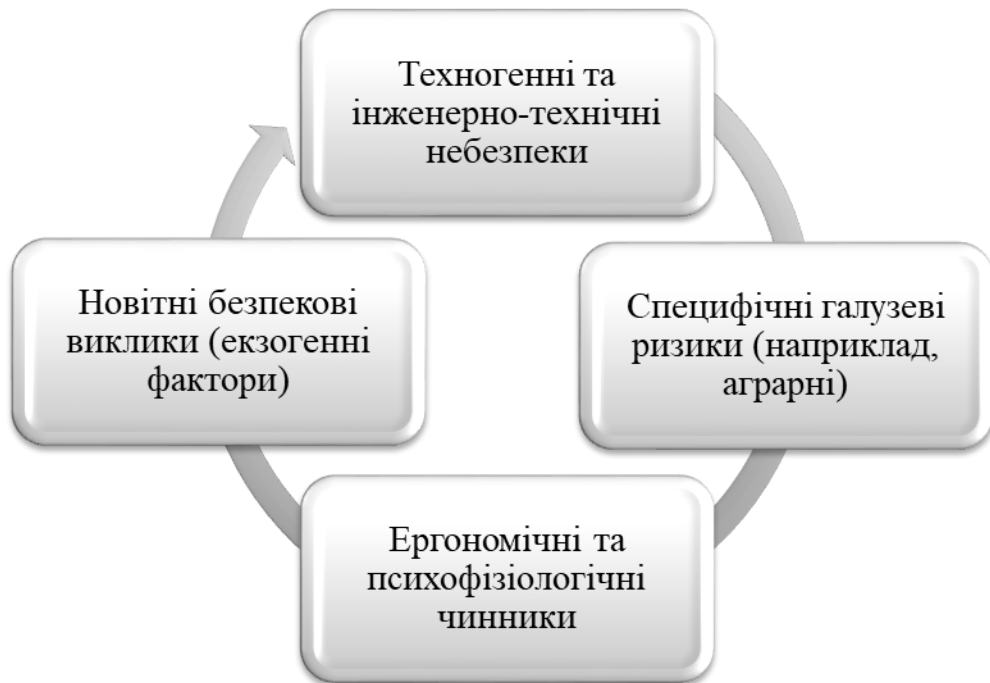 Техногенні та
інженерно-технічні
небезпеки
Специфічні галузеві
ризики (наприклад,
аграрні)
Ергономічні та
психофізіологічні
чинники
Новітні безпекові
виклики (екзогенні
фактори)